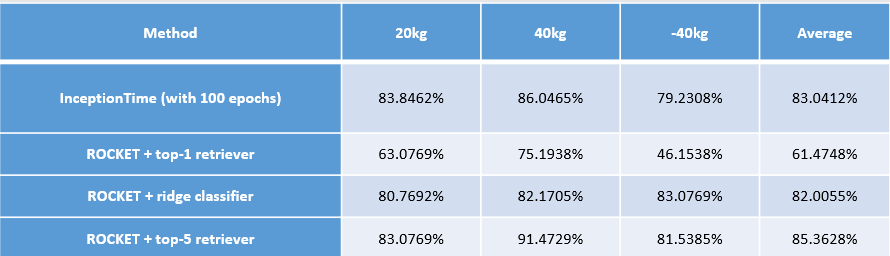 Method 20kg 40kg -40kg Average
InceptionTime (with 100 epochs) 83.8462% 86.0465% 79.2308% 83.0412%
ROCKET + top-1 retriever 63.0769% 75.1938% 46.1538% 61.4748%
ROCKET + ridge classifier 80.7692% 82.1705% 83.0769% 82.0055%
ROCKET + top-5 retriever 83.0769% 91.4729% 81.5385% 85.3628%